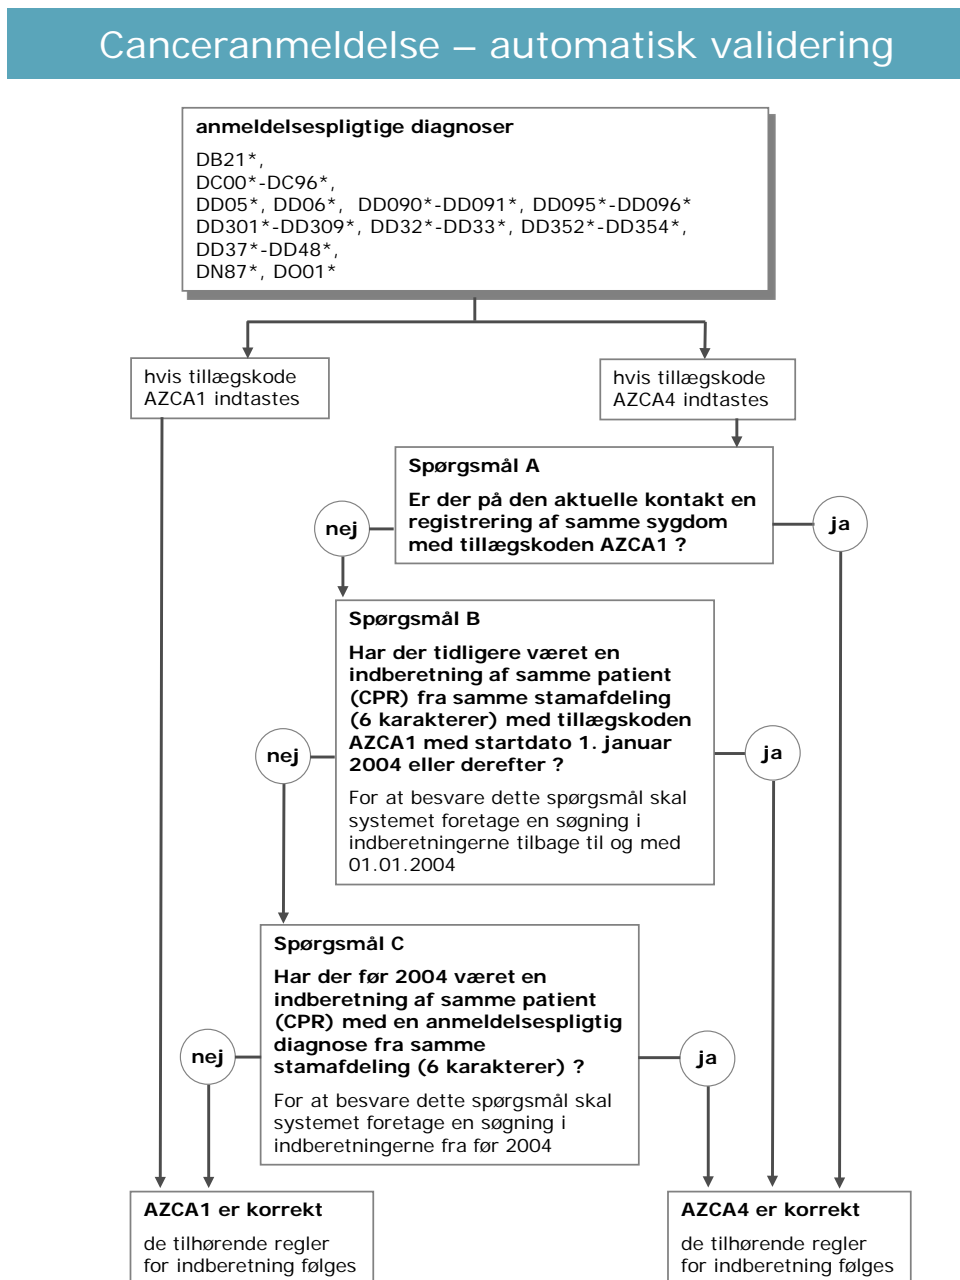 Canceranmeldelse – automatisk validering
anmeldelsespligtige diagnoser
DB21*,
DC00*-DC96*,
DD05*, DD06*, DD090*-DD091*, DD095*-DD096*
DD301*-DD309*, DD32*-DD33*, DD352*-DD354*,
DD37*-DD48*,
DN87*, DO01*
hvis tillægskode
AZCA1 indtastes
hvis tillægskode
AZCA4 indtastes
Spørgsmål A
Er der på den aktuelle kontakt en
registrering af samme sygdom
med tillægskoden AZCA1 ?
nej
ja
Spørgsmål B
Har der tidligere været en
indberetning af samme patient
(CPR) fra samme stamafdeling
(6 karakterer) med tillægskoden
AZCA1 med startdato 1. januar
2004 eller derefter ?
For at besvare dette spørgsmål skal
systemet foretage en søgning i
indberetningerne tilbage til og med
01.01.2004
nej
ja
Spørgsmål C
Har der før 2004 været en
indberetning af samme patient
(CPR) med en anmeldelsespligtig
diagnose fra samme
stamafdeling (6 karakterer) ?
For at besvare dette spørgsmål skal
systemet foretage en søgning i
indberetningerne fra før 2004
nej
ja
AZCA1 er korrekt
de tilhørende regler
for indberetning følges
AZCA4 er korrekt
de tilhørende regler
for indberetning følges